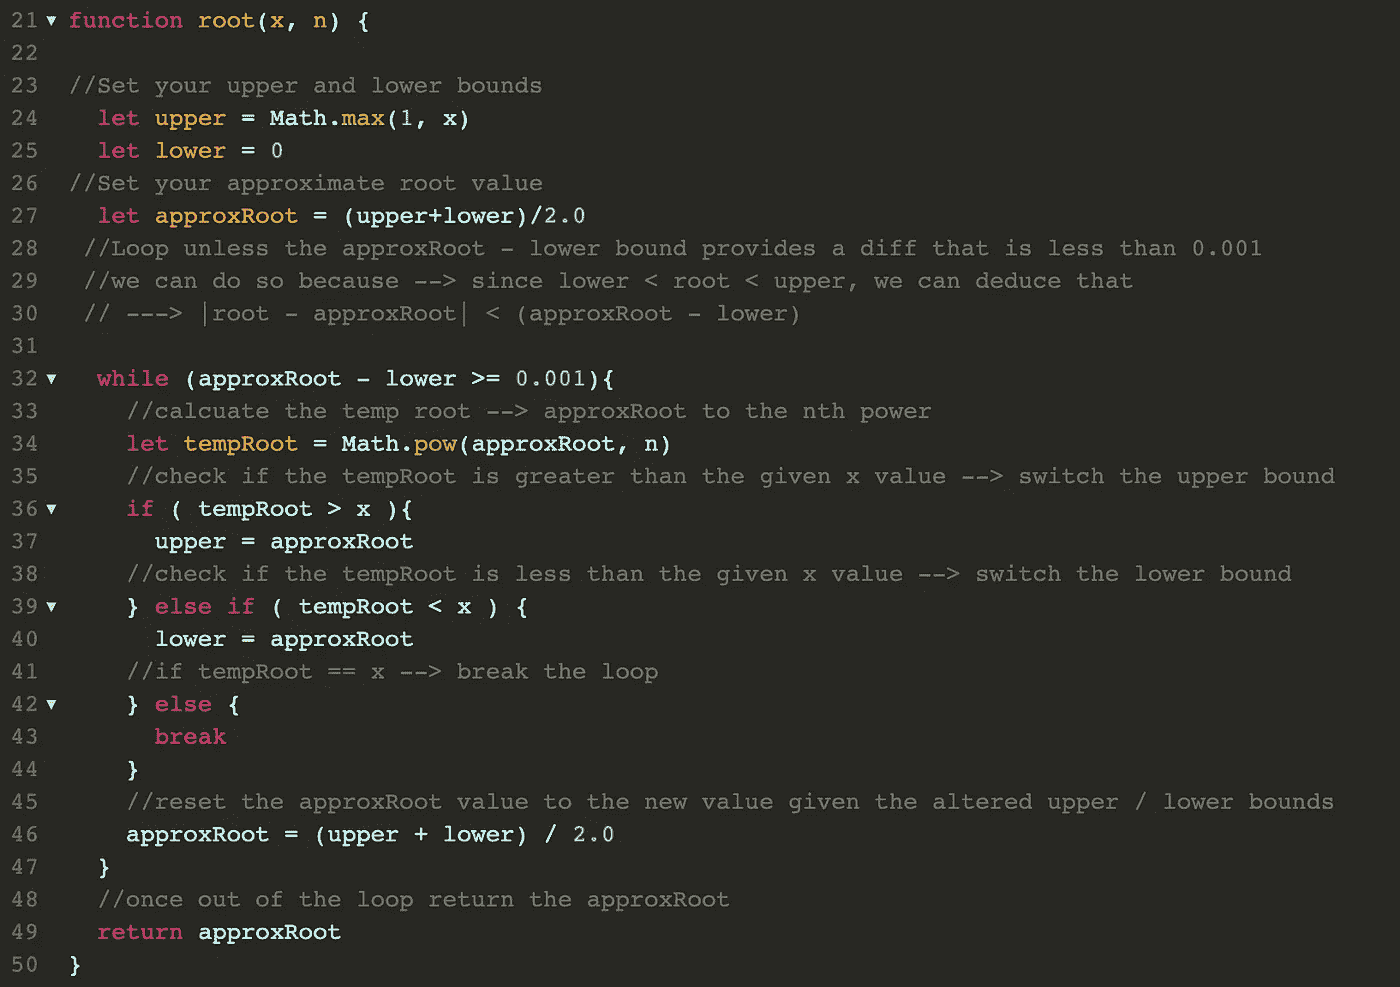 21 ▼ function root(x, n) {
22
23 //Set your upper and lower bounds
24 let upper = Math.max(1, x)
25 let lower = 0
26 //Set your approximate root value
27 let approxRoot = (upper+lower)/2.0
28 //Loop unless the approxRoot - lower bound provides a diff that is less than 0.001
29 //we can do so because --> since lower < root < upper, we can deduce that
30 // ---> |root - approxRoot| < (approxRoot - lower)
31
32 ▼ while (approxRoot - lower >= 0.001){
33 //calcuate the temp root --> approxRoot to the nth power
34 let tempRoot = Math.pow(approxRoot, n)
35 //check if the tempRoot is greater than the given x value --> switch the upper bound
36 ▼ if ( tempRoot > x ){
37 upper = approxRoot
38 //check if the tempRoot is less than the given x value --> switch the lower bound
39 ▼ } else if ( tempRoot < x ) {
40 lower = approxRoot
41 //if tempRoot == x --> break the loop
42 ▼ } else {
43 break
44 }
45 //reset the approxRoot value to the new value given the altered upper / lower bounds
46 approxRoot = (upper + lower) / 2.0
47 }
48 //once out of the loop return the approxRoot
49 return approxRoot
50 }